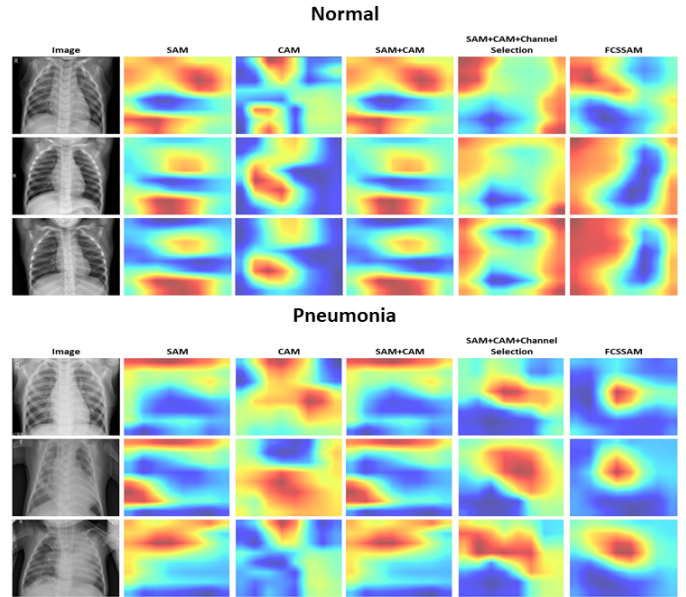 Normal
SAM+CAM+Channel
Image SAM CAM SAM+CAM Selection FCSSAM
R
R
Pneumonia
SAM+CAM+Channel
Image SAM CAM SAM+CAM Selection FCSSAM
R